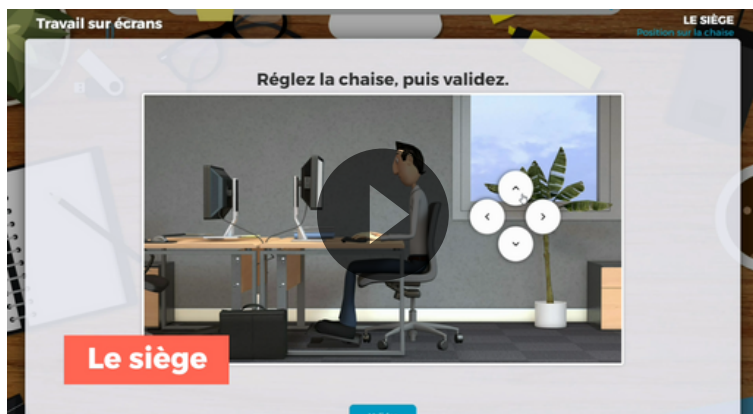 Travail sur écrans
LE SIÈGE
Position sur la chaise
Réglez la chaise, puis validez.
Le siège